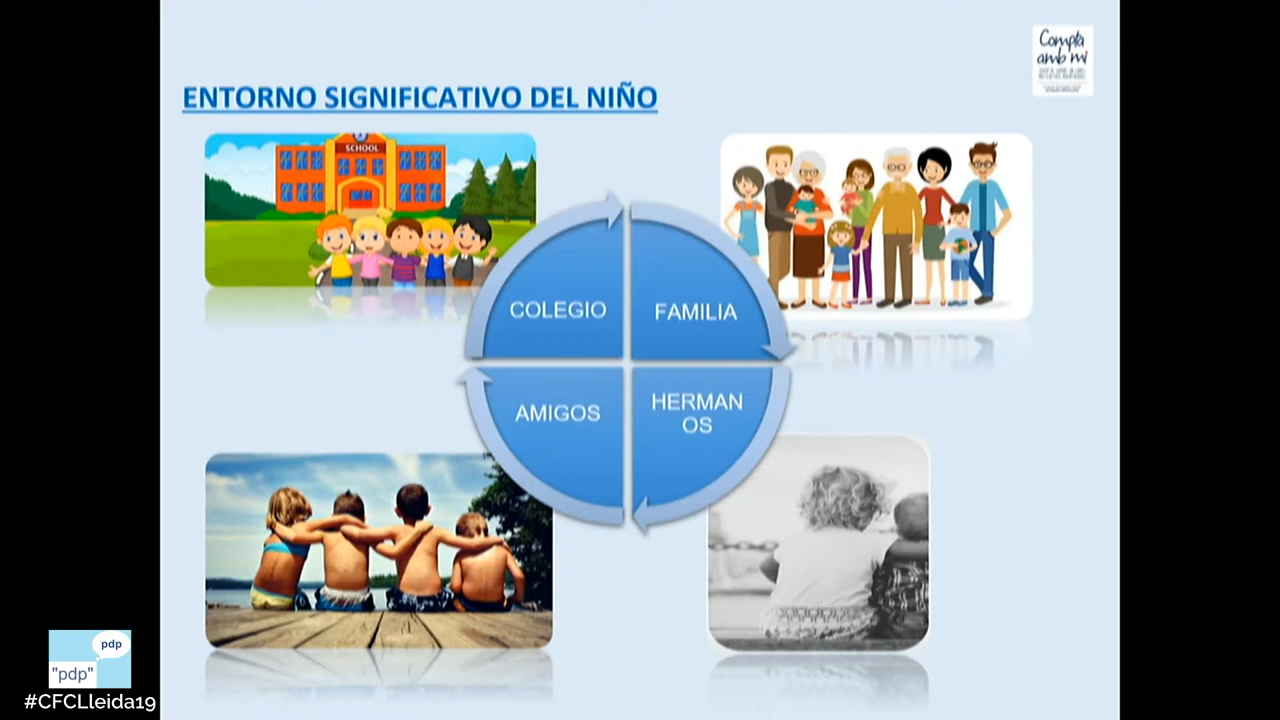 Compta
amb mi
ENTORNO SIGNIFICATIVO DEL NIÑO
SCHOOL
COLEGIO
FAMILIA
AMIGOS
HERMAN
OS
pdp
"pdp"
#CFCLleida19